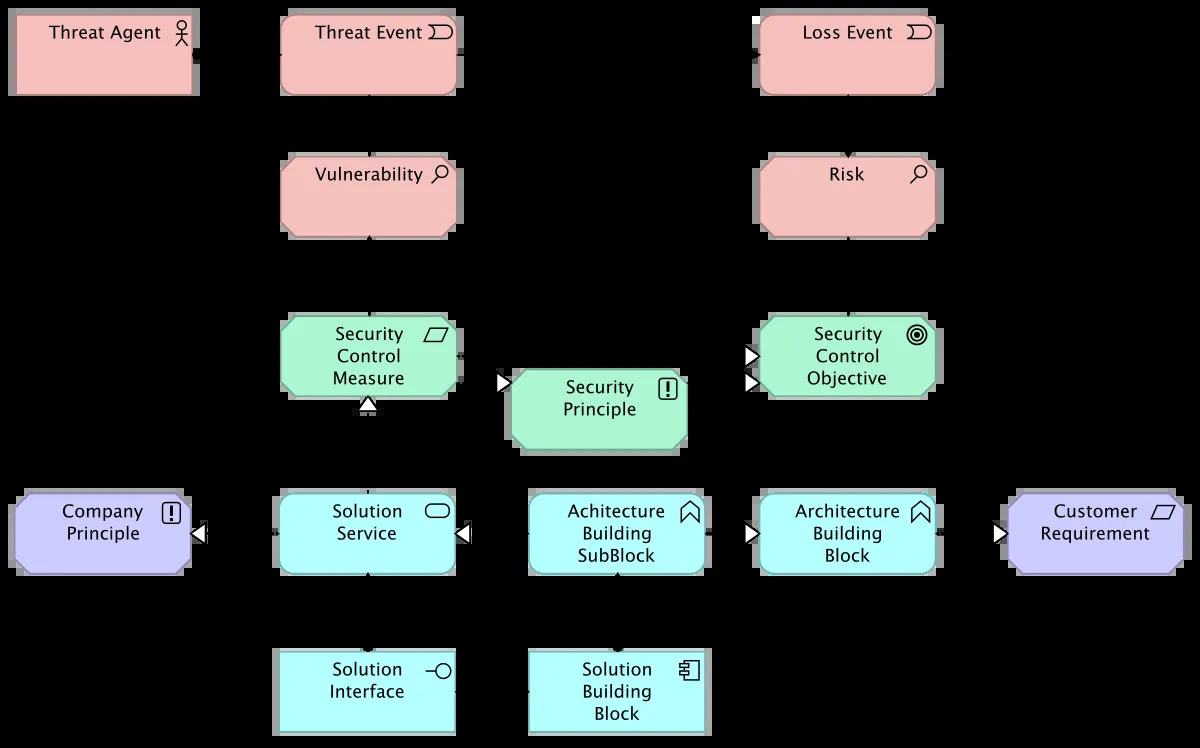 Threat Agent
Threat Event
Loss Event
Vulnerability
Risk
Security
Control
Measure
Security
Principle
Security
Control
Objective
Company
Principle
Solution
Service
Achitecture
Building
SubBlock
Architecture
Building
Block
Customer
Requirement
Solution
Interface
Solution
Building
Block